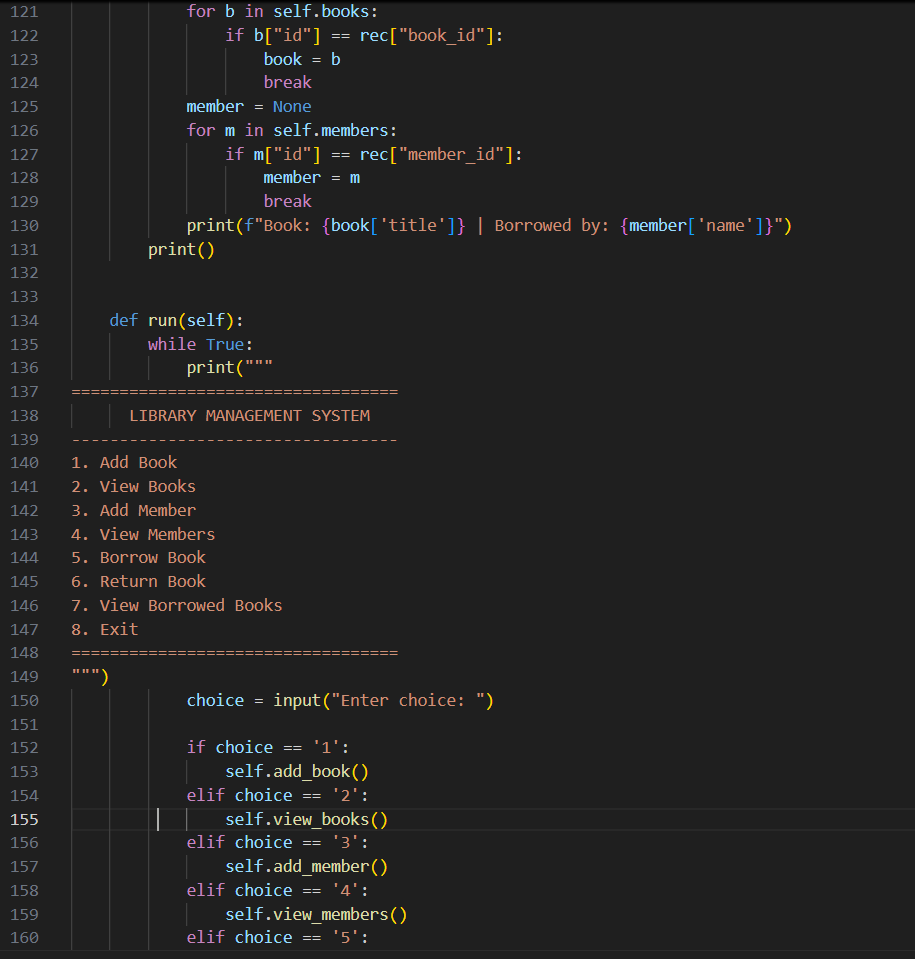 121 for b in self.books:
122 if b["id"] == rec["book_id"]:
123 book = b
124 break
125 member = None
126 for m in self.members:
127 if m["id"] == rec["member_id"]:
128 member = m
129 break
130 print(f"Book: {book['title']} | Borrowed by: {member['name']}")
131 print()
132
133
134 def run(self):
135 while True:
136 print("""
137 ==================================
138 LIBRARY MANAGEMENT SYSTEM
139 ----------------------------------
140 1. Add Book
141 2. View Books
142 3. Add Member
143 4. View Members
144 5. Borrow Book
145 6. Return Book
146 7. View Borrowed Books
147 8. Exit
148 ==================================
149 """)
150 choice = input("Enter choice: ")
151
152 if choice == '1':
153 self.add_book()
154 elif choice == '2':
155 self.view_books()
156 elif choice == '3':
157 self.add_member()
158 elif choice == '4':
159 self.view_members()
160 elif choice == '5':